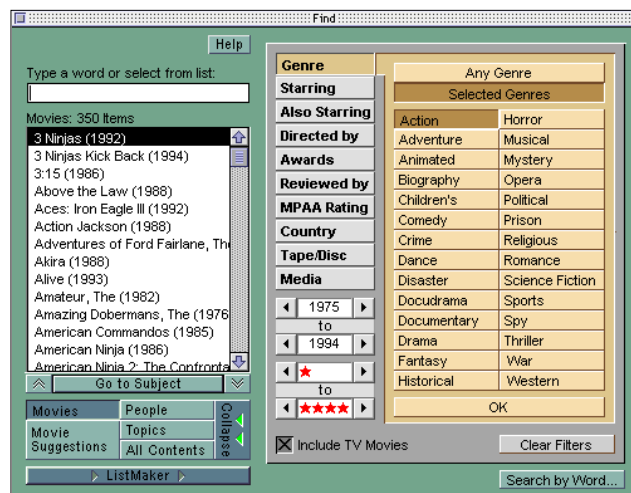 Find
Help
Type a word or select from list:
Movies: 350 Items
3 Ninjas (1992)
3 Ninjas Kick Back (1994)
3:15 (1986)
Above the Law (1988)
Aces: Iron Eagle III (1992)
Action Jackson (1988)
Adventures of Ford Fairlane, Th
Akira (1988)
Alive (1993)
Amateur, The (1982)
Amazing Dobermans, The (1976
American Commandos (1985)
American Ninja (1986)
American Ninja 2: The Confronta
Go to Subject
Movies
People
Movie
Suggestions
Topics
All Contents
Collapse
ListMaker
Genre
Starring
Also Starring
Directed by
Awards
Reviewed by
MPAA Rating
Country
Tape/Disc
Media
1975
to
1994
to
Any Genre
Selected Genres
Action
Adventure
Animated
Biography
Children's
Comedy
Crime
Dance
Disaster
Docudrama
Documentary
Drama
Fantasy
Historical
Horror
Musical
Mystery
Opera
Political
Prison
Religious
Romance
Science Fiction
Sports
Spy
Thriller
War
Western
OK
Include TV Movies
Clear Filters
Search by Word...